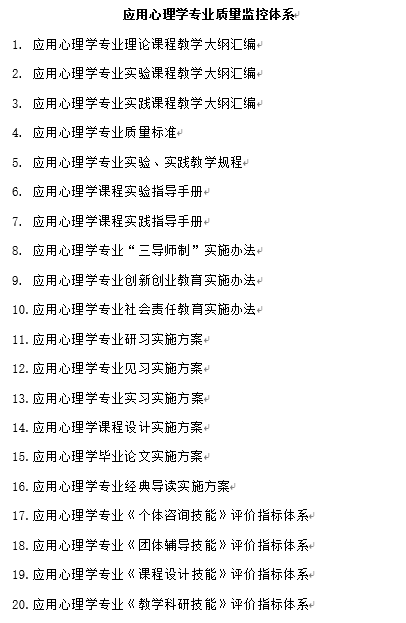 应用心理学专业质量监控体系
1. 应用心理学专业理论课程教学大纲汇编
2. 应用心理学专业实验课程教学大纲汇编
3. 应用心理学专业实践课程教学大纲汇编
4. 应用心理学专业质量标准
5. 应用心理学专业实验、实践教学规程
6. 应用心理学课程实验指导手册
7. 应用心理学课程实践指导手册
8. 应用心理学专业“三导师制”实施办法
9. 应用心理学专业创新创业教育实施办法
10. 应用心理学专业社会责任教育实施办法
11. 应用心理学专业研习实施方案
12. 应用心理学专业见习实施方案
13. 应用心理学专业实习实施方案
14. 应用心理学课程设计实施方案
15. 应用心理学毕业论文实施方案
16. 应用心理学专业经典导读实施方案
17. 应用心理学专业《个体咨询技能》评价指标体系
18. 应用心理学专业《团体辅导技能》评价指标体系
19. 应用心理学专业《课程设计技能》评价指标体系
20. 应用心理学专业《教学科研技能》评价指标体系